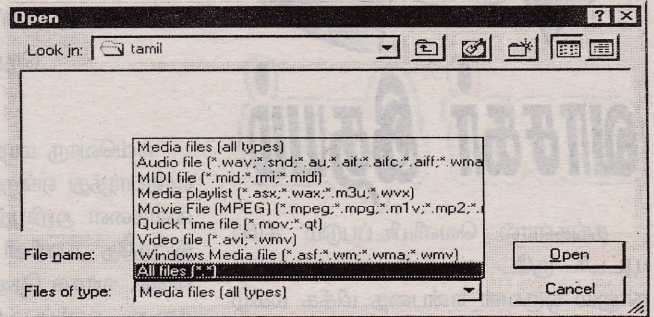 Open
Look in: tamil
Media files (all types)
Audio file (*.wav;*.snd;*.au;*.aif;*.aifc;*.aiff;*.wma
MIDI file (*.mid;*.rmi;*.midi)
Media playlist (*.asx;*.wax;*.m3u;*.wvx)
Movie File (MPEG) (*.mpeg;*.mpg;*.m1v;*.mp2;*.
QuickTime file (*.mov;*.qt)
Video file (*.avi;*.wmv)
File name: Windows Media file (*.asf;*.wm;*.wma;*.wmv) Open
All files (*.*)
Files of type: Media files (all types) Cancel